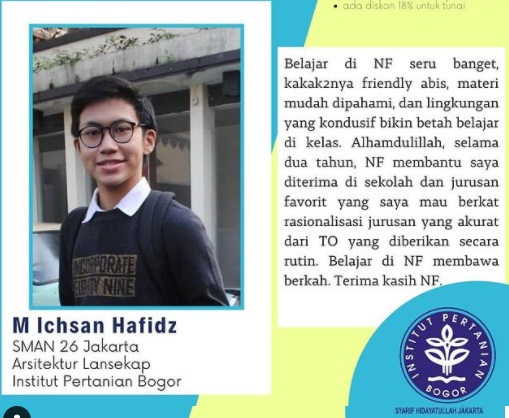 ada diskon 18% untuk tunai
INCORPORATE
EIGHTY NINE
M Ichsan Hafidz
SMAN 26 Jakarta
Arsitektur Lansekap
Institut Pertanian Bogor
Belajar di NF seru banget,
kakak2nya friendly abis, materi
mudah dipahami, dan lingkungan
yang kondusif bikin betah belajar
di kelas. Alhamdulillah, selama
dua tahun, NF membantu saya
diterima di sekolah dan jurusan
favorit yang saya mau berkat
rasionalisasi jurusan yang akurat
dari TO yang diberikan secara
rutin. Belajar di NF membawa
berkah. Terima kasih NF.
INSTITUT PERTANIAN
BOGOR
SYARIF HIDAYATULLAH JAKARTA